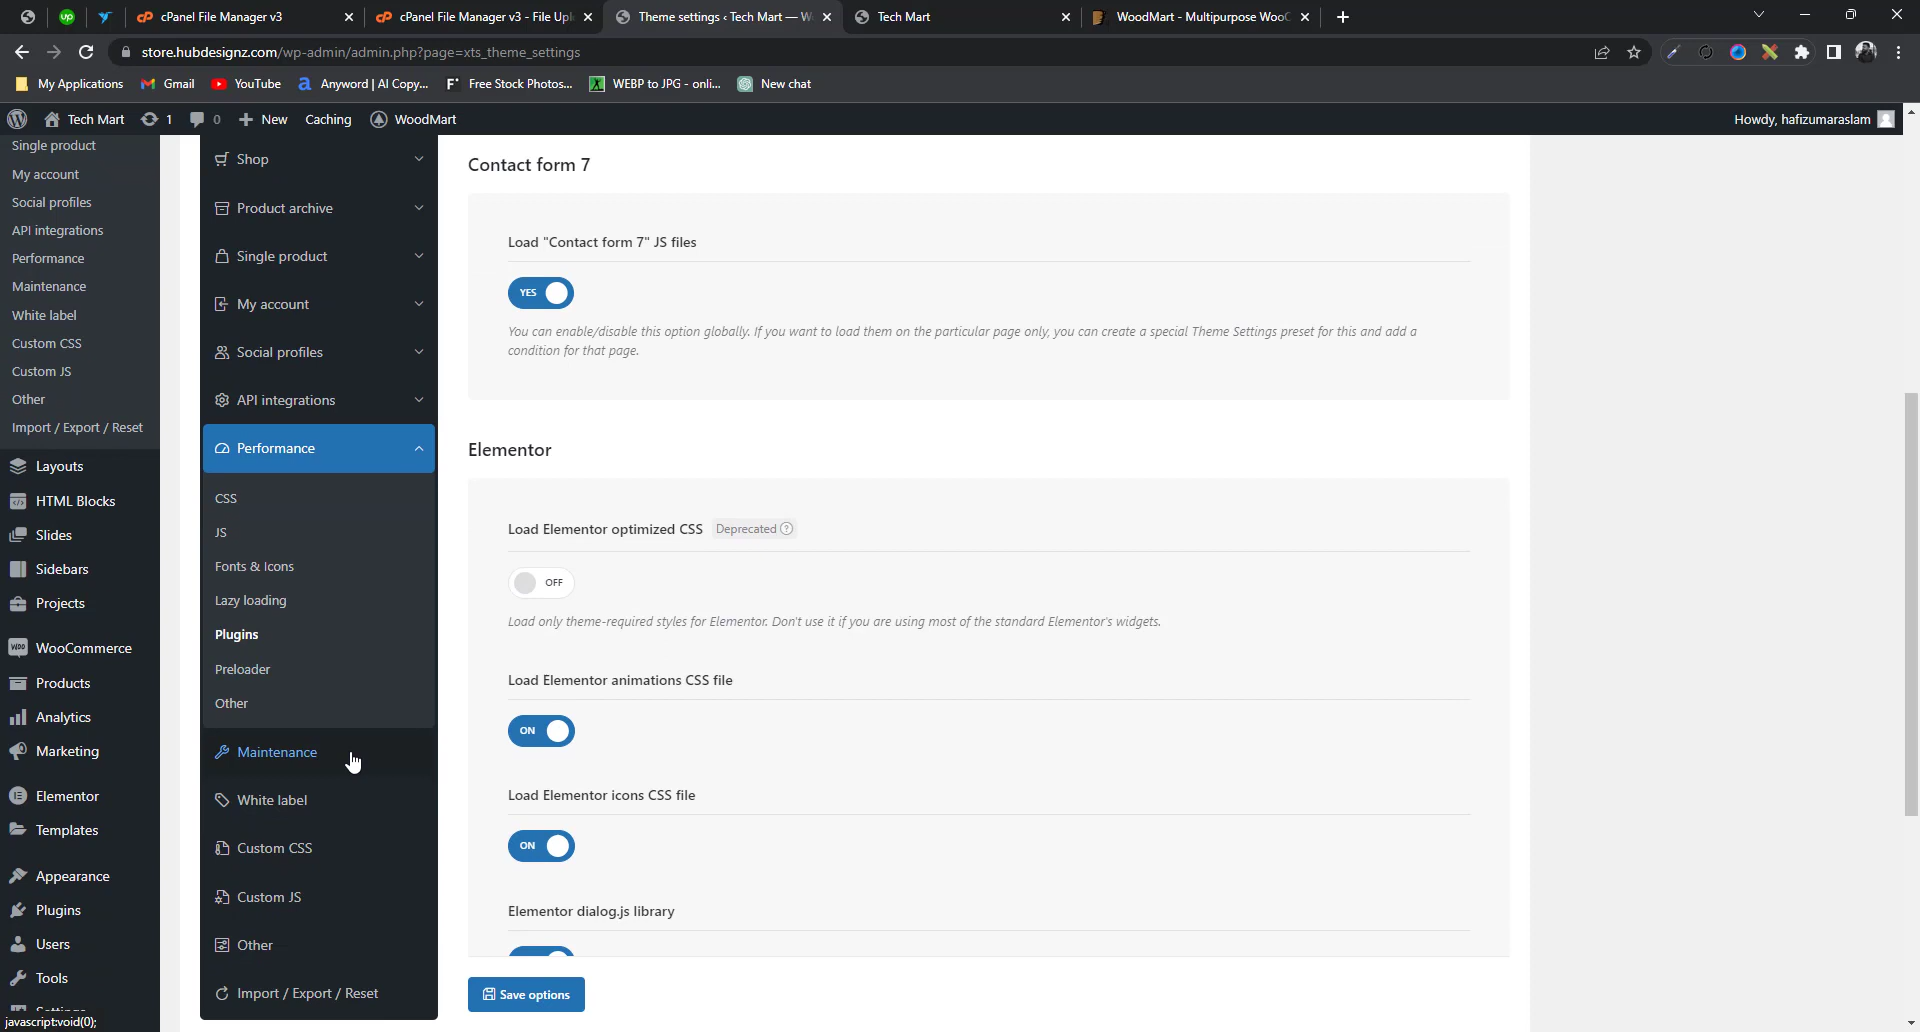 cPanel File Manager v3
cPanel File Manager v3 - File Upl
Theme settings ‹ Tech Mart — W
Tech Mart
WoodMart - Multipurpose WooC
store.hubdesignz.com/wp-admin/admin.php?page=xts_theme_settings
My Applications
Gmail
YouTube
Anyword | AI Copy...
Free Stock Photos...
WEBP to JPG - onli...
New chat
Tech Mart
1
0
New
Caching
WoodMart
Howdy, hafizumaraslam
Single product
My account
Social profiles
API integrations
Performance
Maintenance
White label
Custom CSS
Custom JS
Other
Import / Export / Reset
Layouts
HTML Blocks
Slides
Sidebars
Projects
WooCommerce
Products
Analytics
Marketing
Elementor
Templates
Appearance
Plugins
Users
Tools
javascript:void(0);
Shop
Product archive
Single product
My account
Social profiles
API integrations
Performance
CSS
JS
Fonts & Icons
Lazy loading
Plugins
Preloader
Other
Maintenance
White label
Custom CSS
Custom JS
Other
Import / Export / Reset
Contact form 7
Load "Contact form 7" JS files
YES
You can enable/disable this option globally. If you want to load them on the particular page only, you can create a special Theme Settings preset for this and add a
condition for that page.
Elementor
Load Elementor optimized CSS Deprecated ?
OFF
Load only theme-required styles for Elementor. Don't use it if you are using most of the standard Elementor's widgets.
Load Elementor animations CSS file
ON
Load Elementor icons CSS file
ON
Elementor dialog.js library
Save options